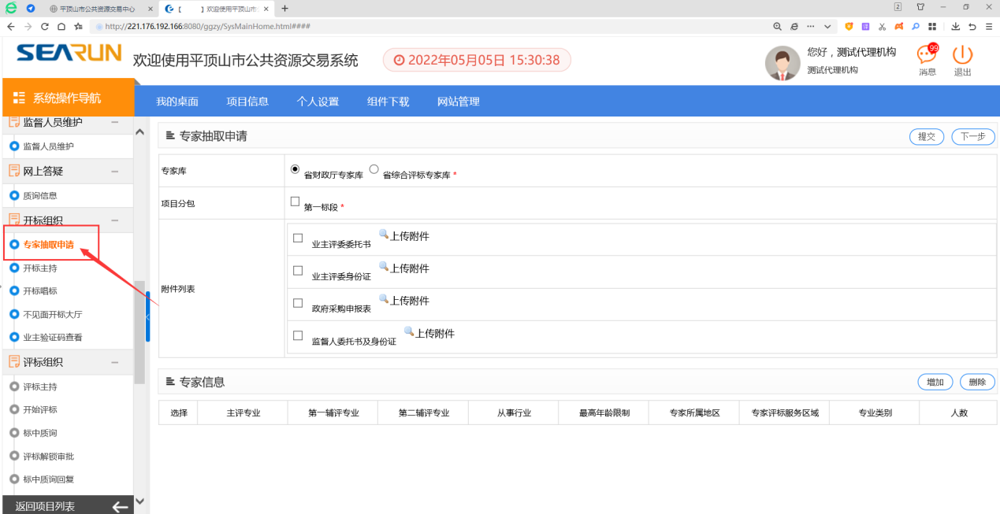 平顶山市公共资源交易中心
【 】欢迎使用平顶山市
2
http://221.176.192.166:8080/ggzy/SysMainHome.html####
SEARUN
欢迎使用平顶山市公共资源交易系统
2022年05月05日 15:30:38
您好，测试代理机构
测试代理机构
99
消息
退出
系统操作导航
我的桌面 项目信息 个人设置 组件下载 网站管理
监督人员维护
监督人员维护
网上答疑
质询信息
开标组织
专家抽取申请
开标主持
开标唱标
不见面开标大厅
业主验证码查看
评标组织
评标主持
开始评标
标中质询
评标解锁审批
标中质询回复
返回项目列表
专家抽取申请
提交 下一步
专家库 省财政厅专家库 省综合评标专家库 *
项目分包 第一标段 *
附件列表
业主评委委托书 上传附件
业主评委身份证 上传附件
政府采购申报表 上传附件
监督人委托书及身份证 上传附件
专家信息
增加 删除
选择 主评专业 第一辅评专业 第二辅评专业 从事行业 最高年龄限制 专家所属地区 专家评标服务区域 专业类别 人数